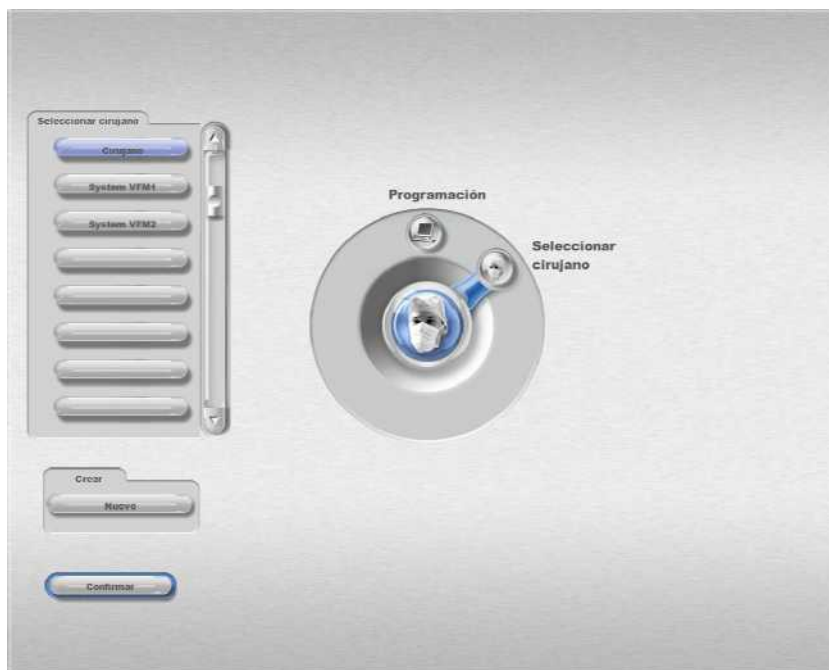 Seleccionar cirujano
Cirujano
System VFM1
System VFM2
Crear
Nuevo
Confirmar
Programación
Seleccionar
cirujano